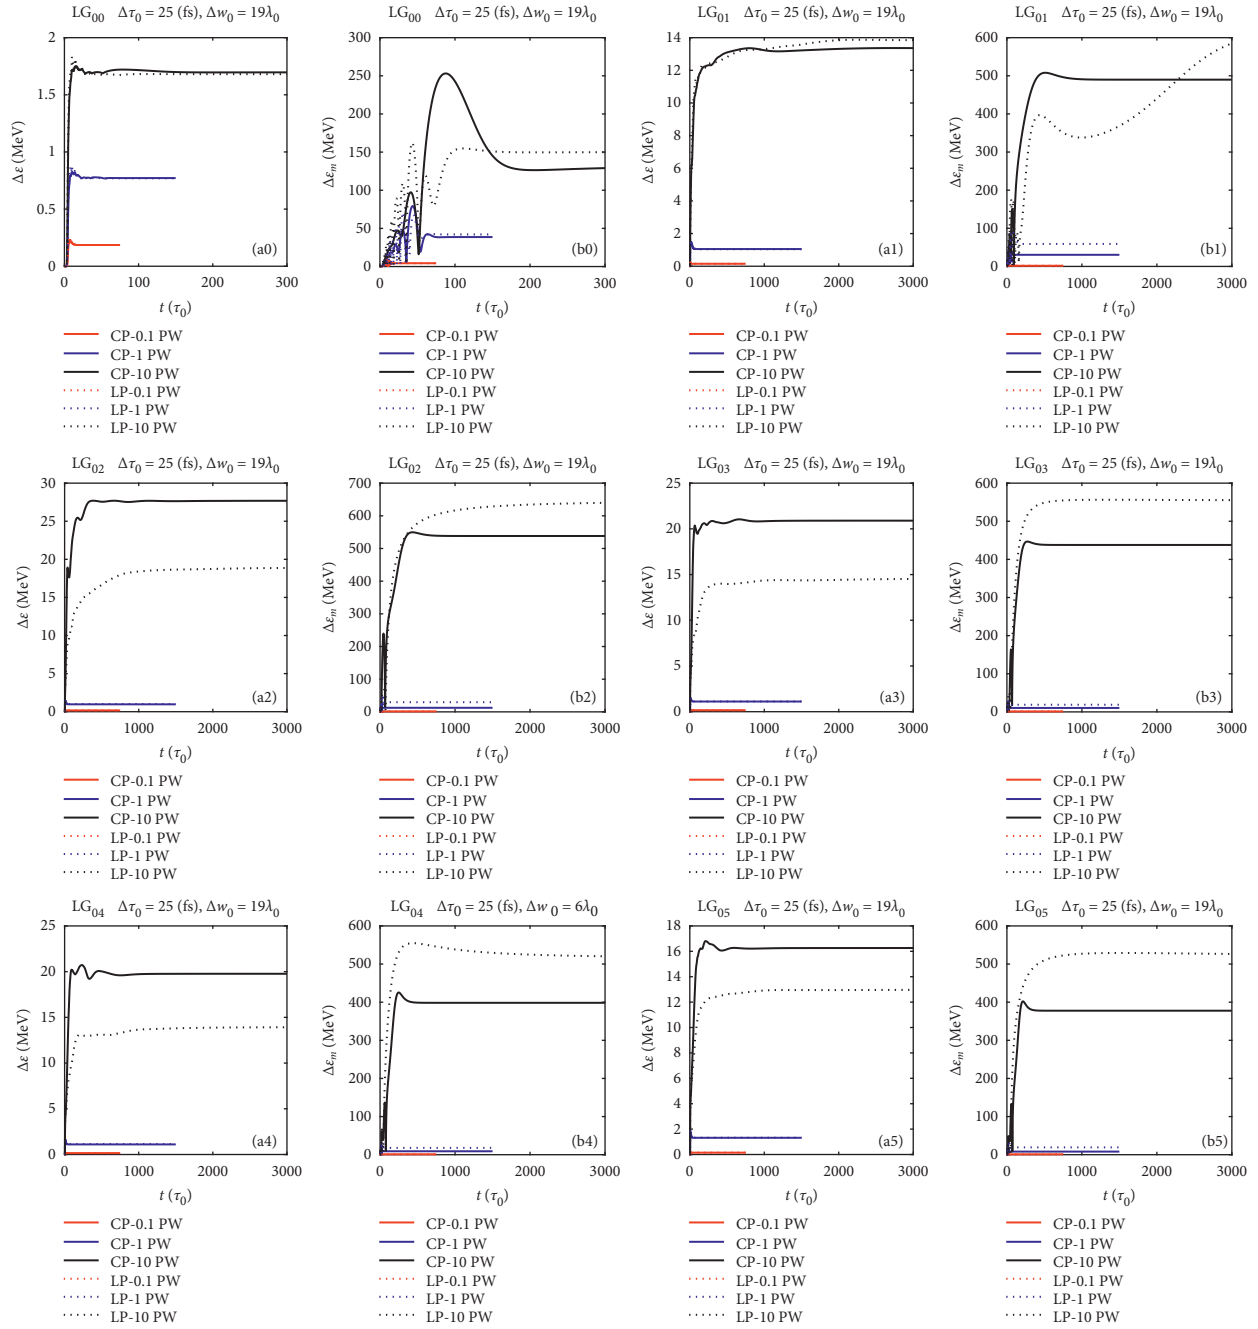 LG00 Δτ0 = 25 (fs), Δw0 = 19λ0
2
1.5
1
0.5
0
Δε (MeV)
(a0)
0 100 200 300
t (τ0)
CP-0.1 PW
CP-1 PW
CP-10 PW
LP-0.1 PW
LP-1 PW
LP-10 PW
LG00 Δτ0 = 25 (fs), Δw0 = 19λ0
300
250
200
150
100
50
0
Δεm (MeV)
(b0)
0 100 200 300
t (τ0)
CP-0.1 PW
CP-1 PW
CP-10 PW
LP-0.1 PW
LP-1 PW
LP-10 PW
LG01 Δτ0 = 25 (fs), Δw0 = 19λ0
14
12
10
8
6
4
2
0
Δε (MeV)
(a1)
0 1000 2000 3000
t (τ0)
CP-0.1 PW
CP-1 PW
CP-10 PW
LP-0.1 PW
LP-1 PW
LP-10 PW
LG01 Δτ0 = 25 (fs), Δw0 = 19λ0
600
500
400
300
200
100
0
Δεm (MeV)
(b1)
0 1000 2000 3000
t (τ0)
CP-0.1 PW
CP-1 PW
CP-10 PW
LP-0.1 PW
LP-1 PW
LP-10 PW
LG02 Δτ0 = 25 (fs), Δw0 = 19λ0
30
25
20
15
10
5
0
Δε (MeV)
(a2)
0 1000 2000 3000
t (τ0)
CP-0.1 PW
CP-1 PW
CP-10 PW
LP-0.1 PW
LP-1 PW
LP-10 PW
LG02 Δτ0 = 25 (fs), Δw0 = 19λ0
700
600
500
400
300
200
100
0
Δεm (MeV)
(b2)
0 1000 2000 3000
t (τ0)
CP-0.1 PW
CP-1 PW
CP-10 PW
LP-0.1 PW
LP-1 PW
LP-10 PW
LG03 Δτ0 = 25 (fs), Δw0 = 19λ0
25
20
15
10
5
0
Δε (MeV)
(a3)
0 1000 2000 3000
t (τ0)
CP-0.1 PW
CP-1 PW
CP-10 PW
LP-0.1 PW
LP-1 PW
LP-10 PW
LG03 Δτ0 = 25 (fs), Δw0 = 19λ0
600
500
400
300
200
100
0
Δεm (MeV)
(b3)
0 1000 2000 3000
t (τ0)
CP-0.1 PW
CP-1 PW
CP-10 PW
LP-0.1 PW
LP-1 PW
LP-10 PW
LG04 Δτ0 = 25 (fs), Δw0 = 19λ0
25
20
15
10
5
0
Δε (MeV)
(a4)
0 1000 2000 3000
t (τ0)
CP-0.1 PW
CP-1 PW
CP-10 PW
LP-0.1 PW
LP-1 PW
LP-10 PW
LG04 Δτ0 = 25 (fs), Δw 0 = 6λ0
600
500
400
300
200
100
0
Δεm (MeV)
(b4)
0 1000 2000 3000
t (τ0)
CP-0.1 PW
CP-1 PW
CP-10 PW
LP-0.1 PW
LP-1 PW
LP-10 PW
LG05 Δτ0 = 25 (fs), Δw0 = 19λ0
18
16
14
12
10
8
6
4
2
0
Δε (MeV)
(a5)
0 1000 2000 3000
t (τ0)
CP-0.1 PW
CP-1 PW
CP-10 PW
LP-0.1 PW
LP-1 PW
LP-10 PW
LG05 Δτ0 = 25 (fs), Δw0 = 19λ0
600
500
400
300
200
100
0
Δεm (MeV)
(b5)
0 1000 2000 3000
t (τ0)
CP-0.1 PW
CP-1 PW
CP-10 PW
LP-0.1 PW
LP-1 PW
LP-10 PW